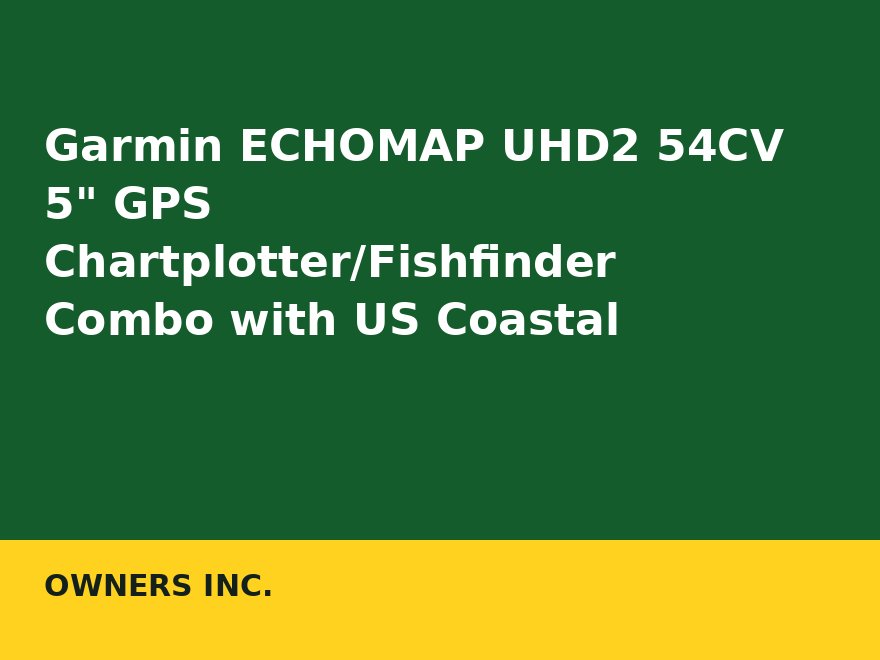 Garmin ECHOMAP UHD2 54CV
5" GPS
Chartplotter/Fishfinder
Combo with US Coastal
OWNERS INC.